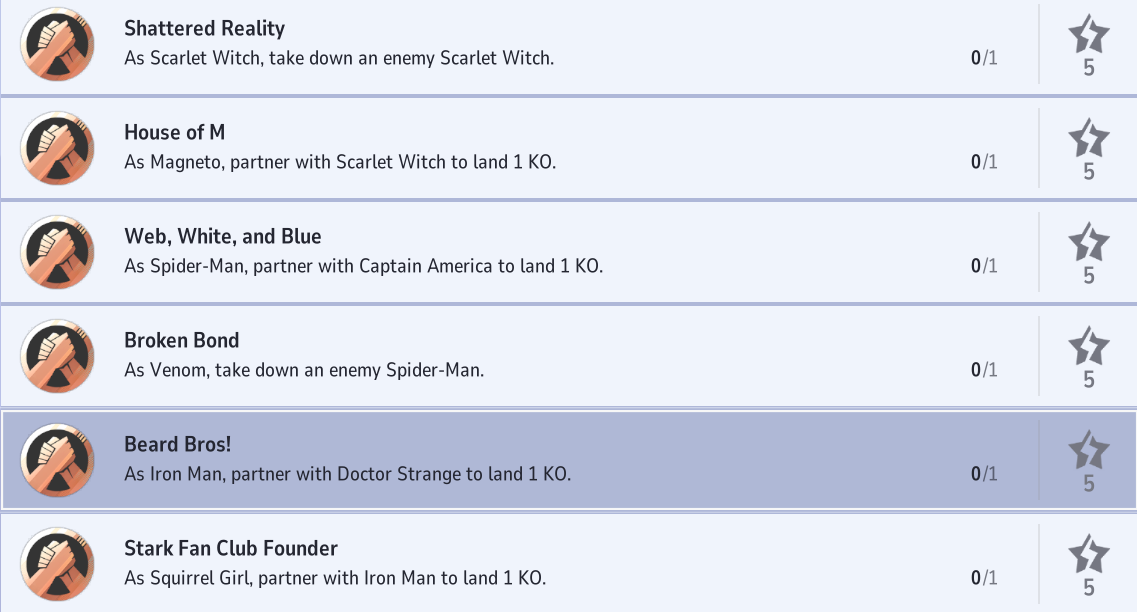 Shattered Reality
As Scarlet Witch, take down an enemy Scarlet Witch.
0/1
5
House of M
As Magneto, partner with Scarlet Witch to land 1 KO.
0/1
5
Web, White, and Blue
As Spider-Man, partner with Captain America to land 1 KO.
0/1
5
Broken Bond
As Venom, take down an enemy Spider-Man.
0/1
5
Beard Bros!
As Iron Man, partner with Doctor Strange to land 1 KO.
0/1
5
Stark Fan Club Founder
As Squirrel Girl, partner with Iron Man to land 1 KO.
0/1
5